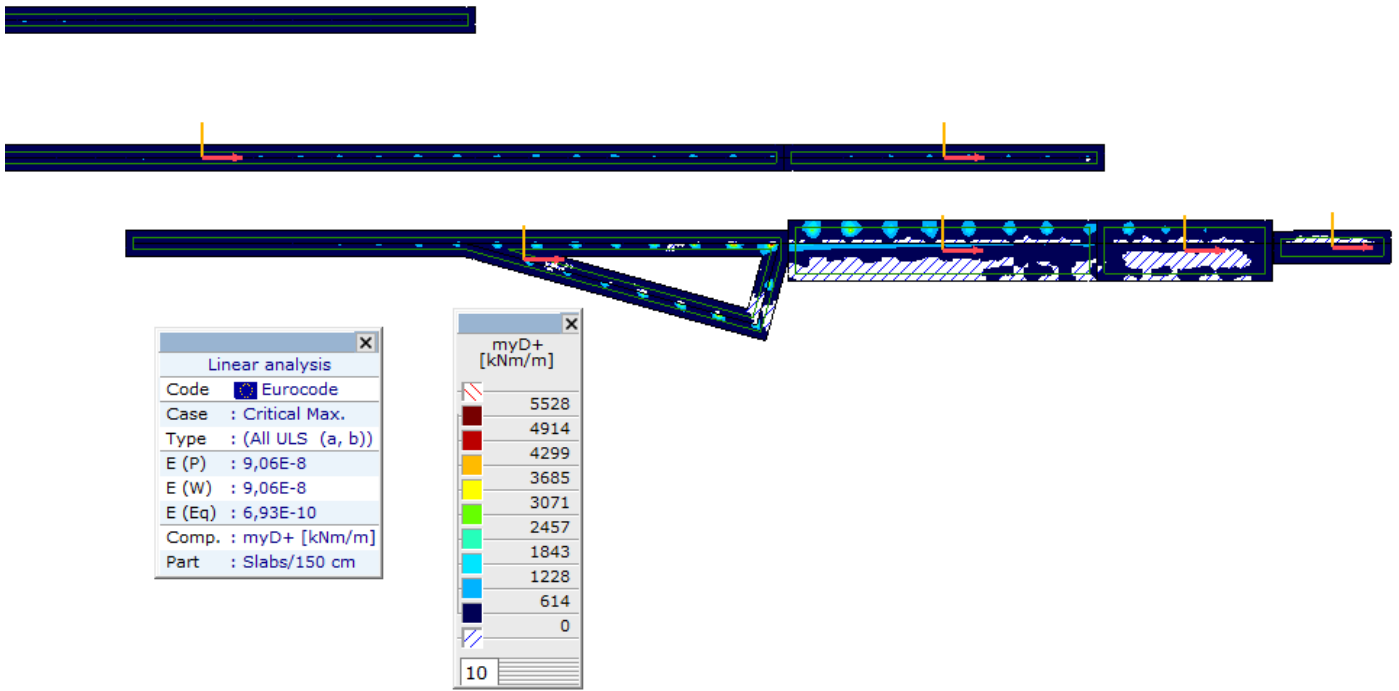 Linear analysis
Code Eurocode
Case : Critical Max.
Type : (All ULS (a, b))
E (P) : 9,06E-8
E (W) : 9,06E-8
E (Eq) : 6,93E-10
Comp. : myD+ [kNm/m]
Part : Slabs/150 cm
myD+
[kNm/m]
5528
4914
4299
3685
3071
2457
1843
1228
614
0
10